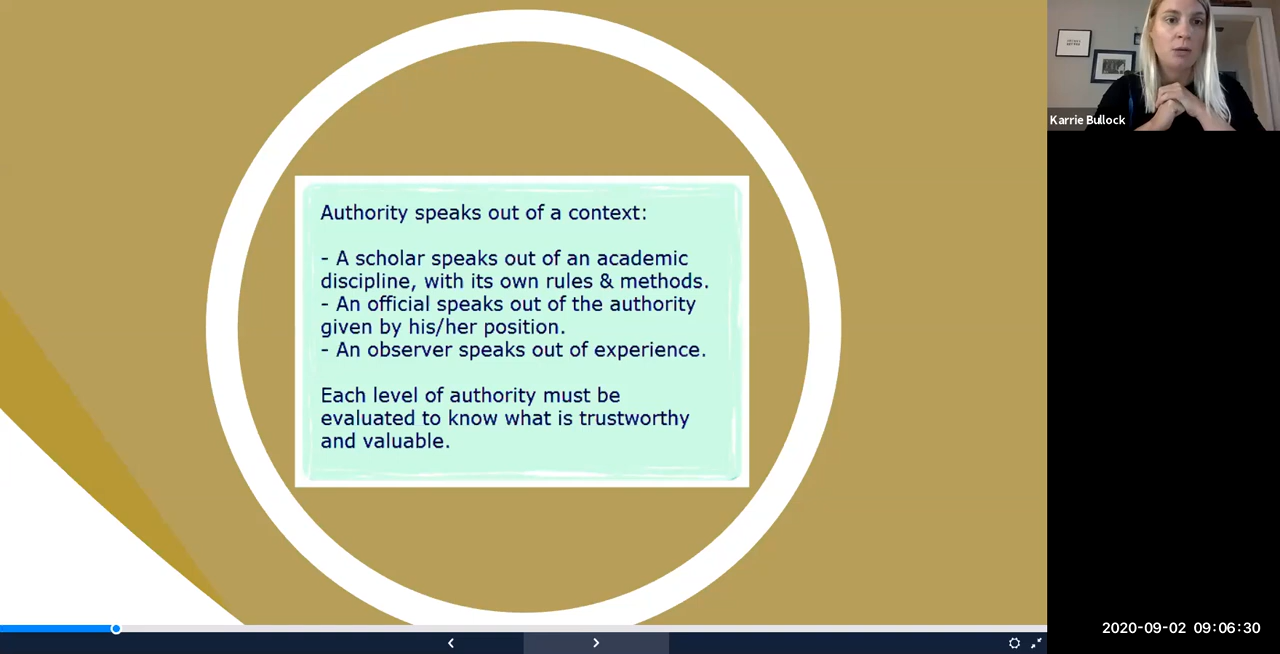 Authority speaks out of a context:
- A scholar speaks out of an academic
discipline, with its own rules & methods.
- An official speaks out of the authority
given by his/her position.
- An observer speaks out of experience.
Each level of authority must be
evaluated to know what is trustworthy
and valuable.
Karrie Bullock
2020-09-02 09:06:30